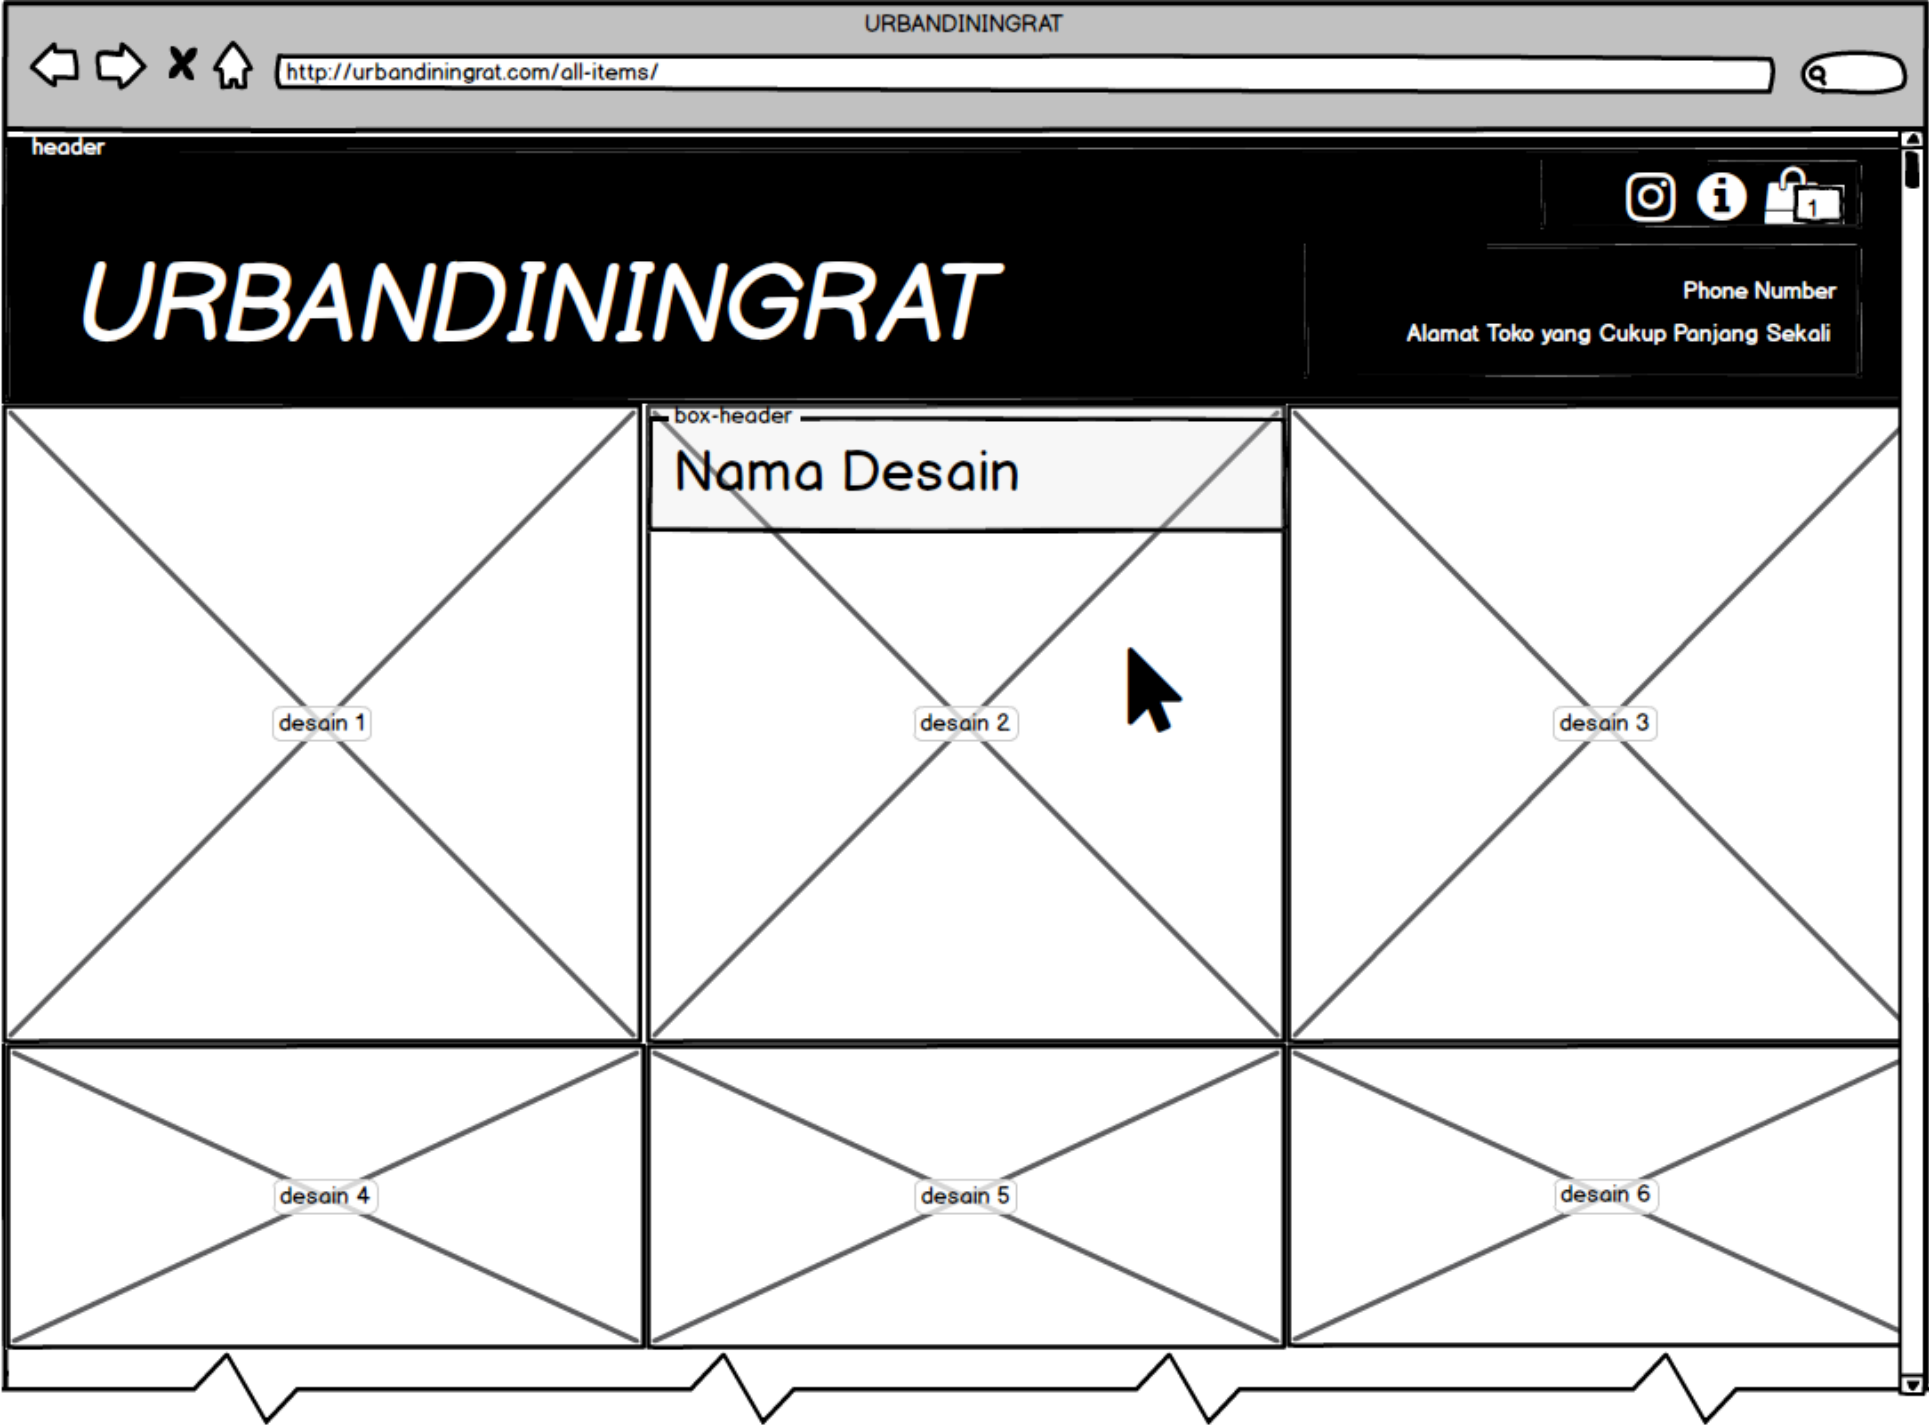 URBANDININGRAT
http://urbandiningrat.com/all-items/
header
1
URBANDININGRAT
Phone Number
Alamat Toko yang Cukup Panjang Sekali
box-header
Nama Desain
desain 1
desain 2
desain 3
desain 4
desain 5
desain 6